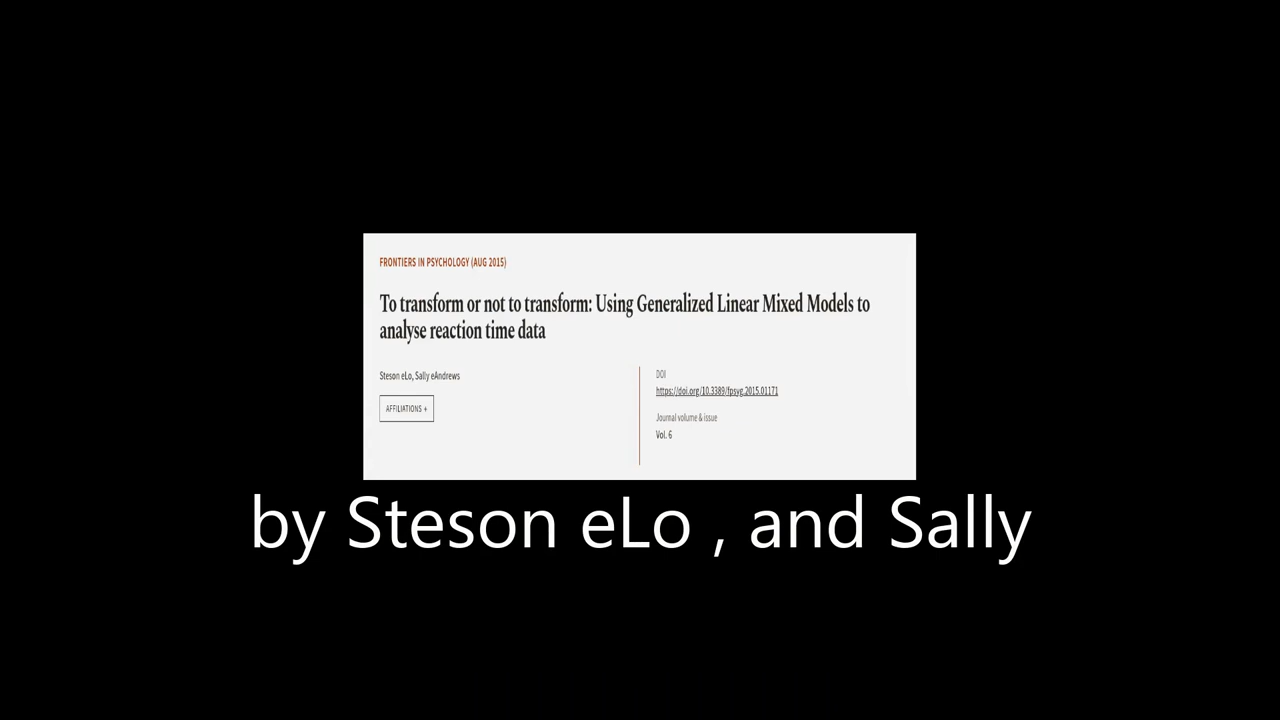 FRONTIERS IN PSYCHOLOGY (AUG 2015)
To transform or not to transform: Using Generalized Linear Mixed Models to
analyse reaction time data
Steson eLo, Sally eAndrews
AFFILIATIONS +
DOI
https://doi.org/10.3389/fpsyg.2015.01171
Journal volume & issue
Vol. 6
by Steson eLo , and Sally